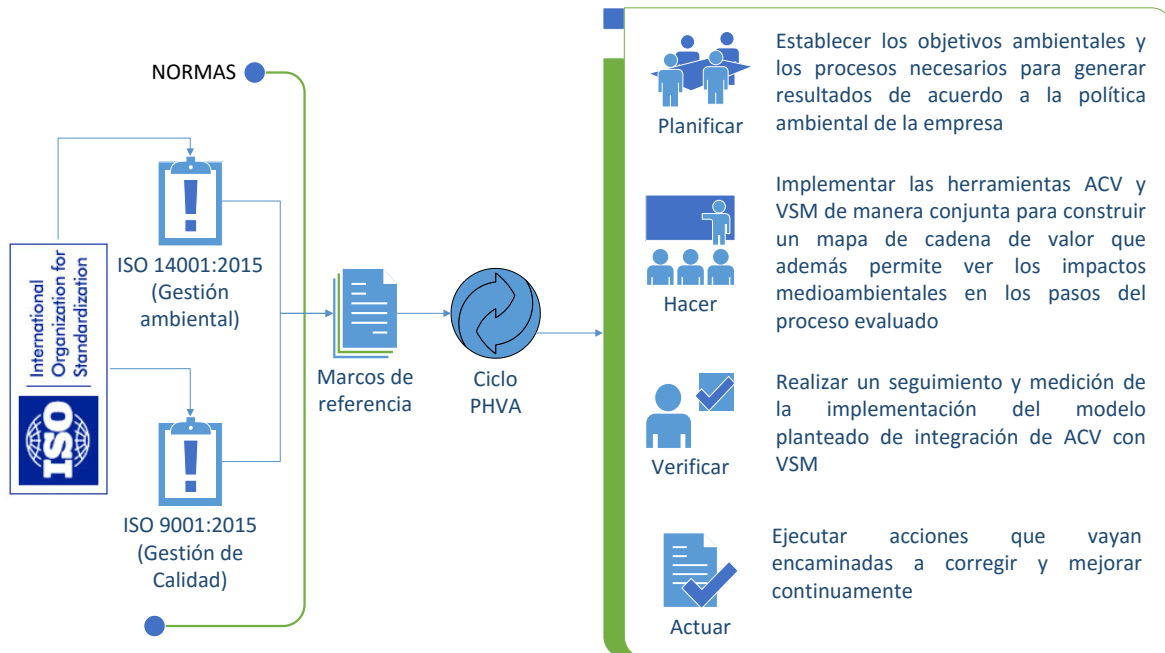 NORMAS
ISO
International
Organization for
Standardization
ISO 14001:2015
(Gestión
ambiental)
ISO 9001:2015
(Gestión de
Calidad)
Marcos de
referencia
Ciclo
PHVA
Planificar
Establecer los objetivos ambientales y
los procesos necesarios para generar
resultados de acuerdo a la política
ambiental de la empresa
Hacer
Implementar las herramientas ACV y
VSM de manera conjunta para construir
un mapa de cadena de valor que
además permite ver los impactos
medioambientales en los pasos del
proceso evaluado
Verificar
Realizar un seguimiento y medición de
la implementación del modelo
planteado de integración de ACV con
VSM
Actuar
Ejecutar acciones que vayan
encaminadas a corregir y mejorar
continuamente